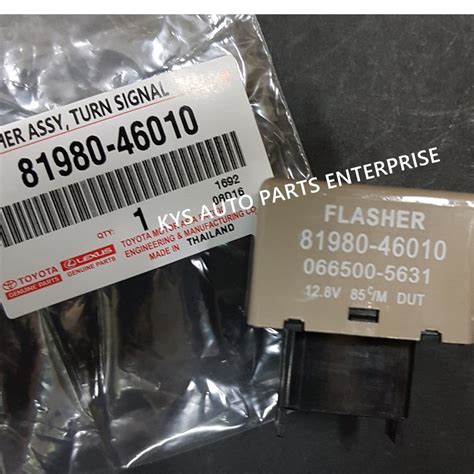 HER ASSY, TURN SIGNAL
81980-46010
1692
08D16
QTY:
1
TOYOTA MOTOR
ENGINEERING & MANUFACTURING CO
MADE IN THAILAND
TOYOTA
GENUINE PARTS
LEXUS
GENUINE PARTS
KYS AUTO PARTS ENTERPRISE
FLASHER
81980-46010
066500-5631
12.8V 85c/M DUT